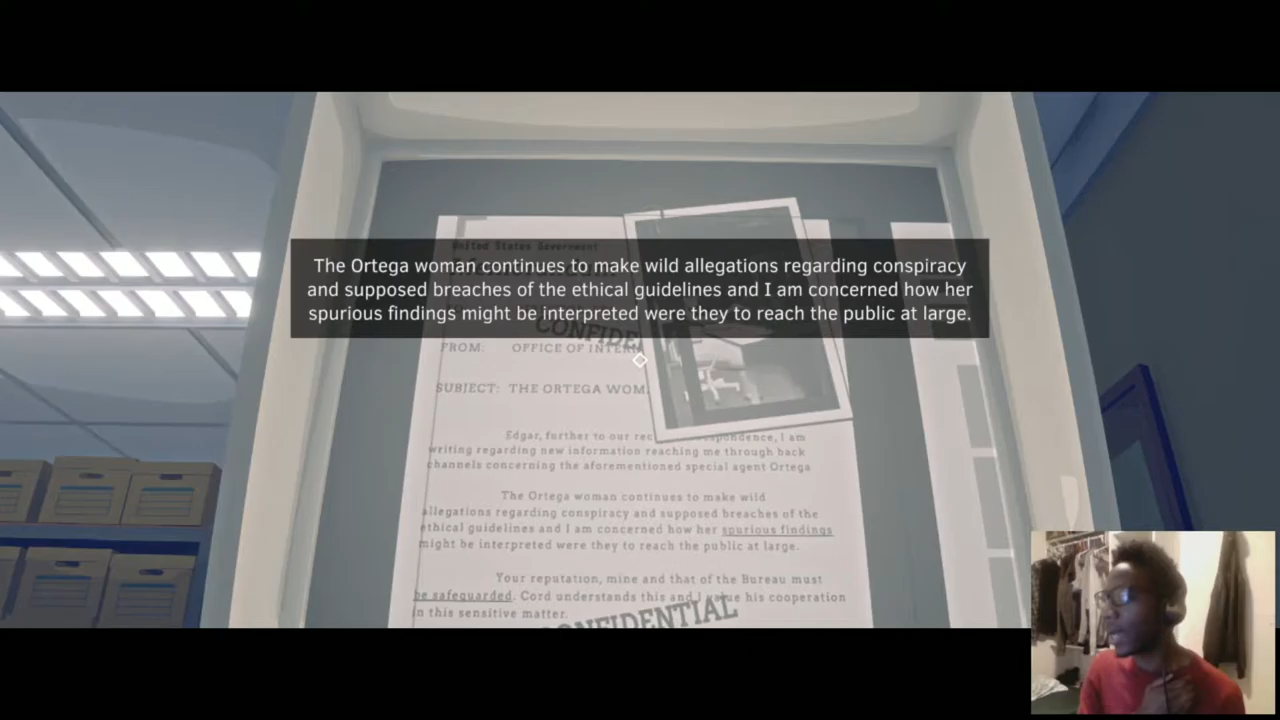 The Ortega woman continues to make wild allegations regarding conspiracy
and supposed breaches of the ethical guidelines and I am concerned how her
spurious findings might be interpreted were they to reach the public at large.
United States Government
CONFIDE
FROM: OFFICE OF INTERN
SUBJECT: THE ORTEGA WOM
Edgar, further to our rec spondence, I am
writing regarding new information reaching me through back
channels concerning the aforementioned special agent Ortega
The Ortega woman continues to make wild
allegations regarding conspiracy and supposed breaches of the
ethical guidelines and I am concerned how her spurious findings
might be interpreted were they to reach the public at large.
Your reputation, mine and that of the Bureau must
be safeguarded. Cord understands this and I value his cooperation
in this sensitive matter.
CONFIDENTIAL